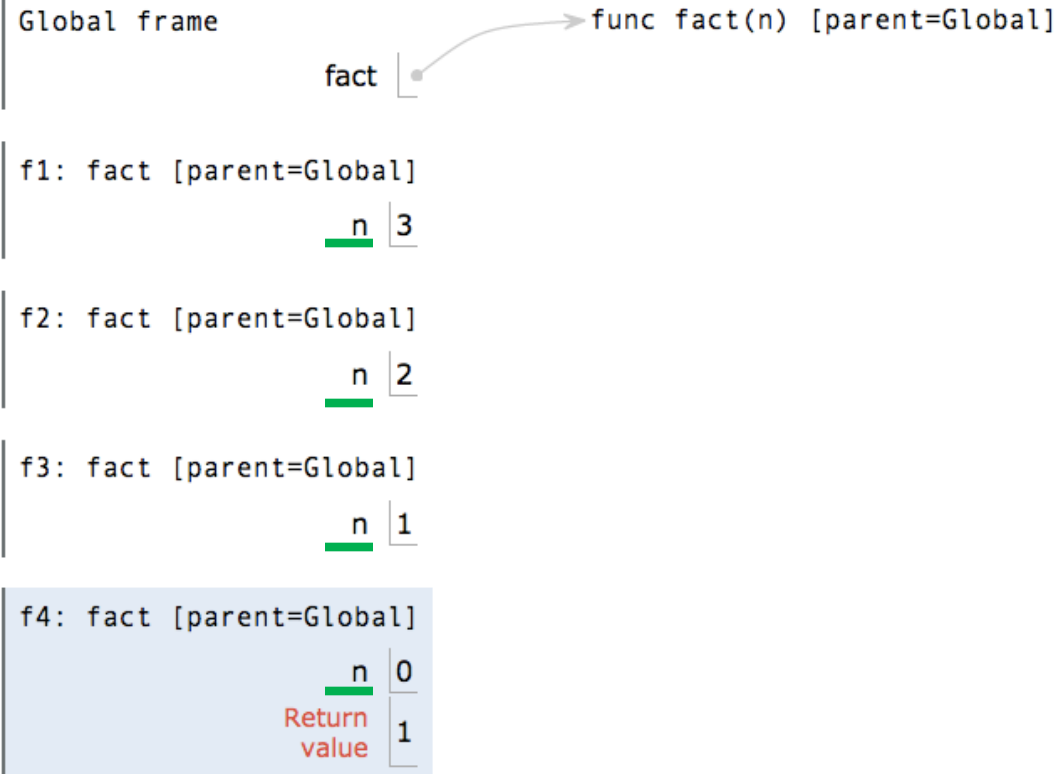 Global frame
func fact(n) [parent=Global]
fact
f1: fact [parent=Global]
n 3
f2: fact [parent=Global]
n 2
f3: fact [parent=Global]
n 1
f4: fact [parent=Global]
n 0
Return
value 1